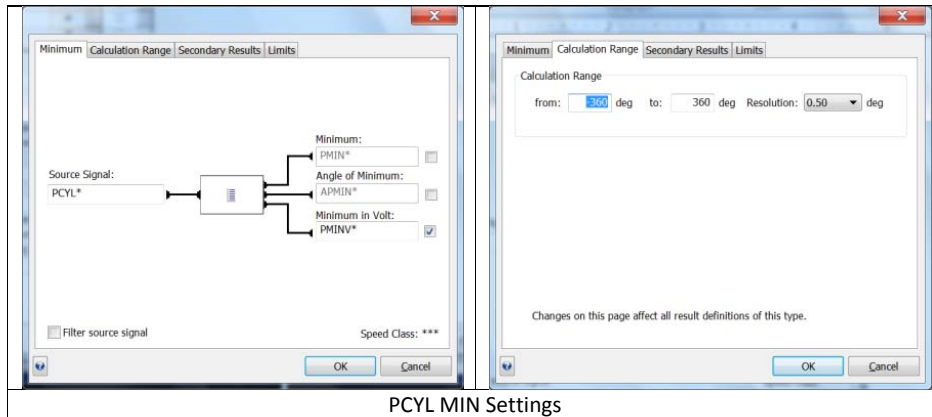 Minimum Calculation Range Secondary Results Limits
Source Signal:
PCYL*
Minimum:
PMIN*
Angle of Minimum:
APMIN*
Minimum in Volt:
PMINV*
Filter source signal
Speed Class: ***
OK Cancel
Minimum Calculation Range Secondary Results Limits
Calculation Range
from: -360 deg to: 360 deg Resolution: 0.50 deg
Changes on this page affect all result definitions of this type.
OK Cancel
PCYL MIN Settings